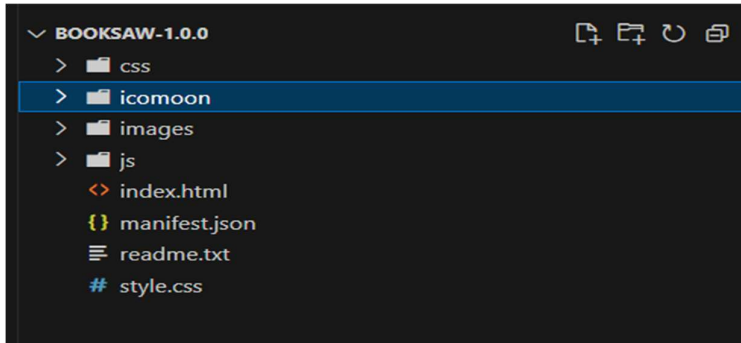 BOOKSAW-1.0.0
css
icomoon
images
js
index.html
manifest.json
readme.txt
style.css